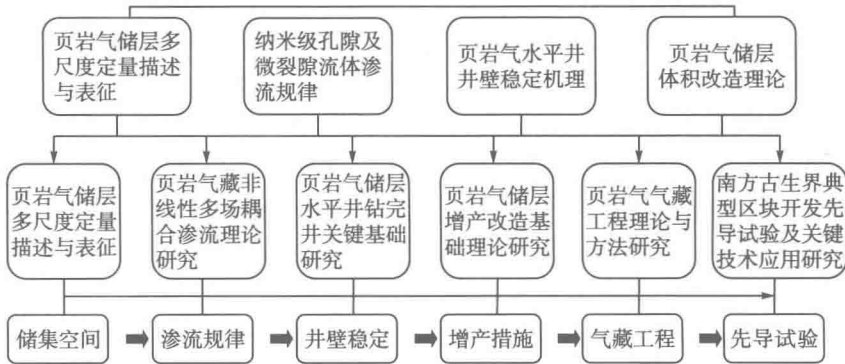 页岩气储层多
尺度定量描述
与表征
纳米级孔隙及
微裂隙流体渗
流规律
页岩气水平井
井壁稳定机理
页岩气储层
体积改造理论
页岩气储层
多尺度定量
描述与表征
页岩气藏非
线性多场耦
合渗流理论
研究
页岩气储层
水平井钻完
井关键基础
研究
页岩气储层
增产改造基
础理论研究
页岩气气藏
工程理论与
方法研究
南方古生界典
型区块开发先
导试验及关键
技术应用研究
储集空间
渗流规律
井壁稳定
增产措施
气藏工程
先导试验